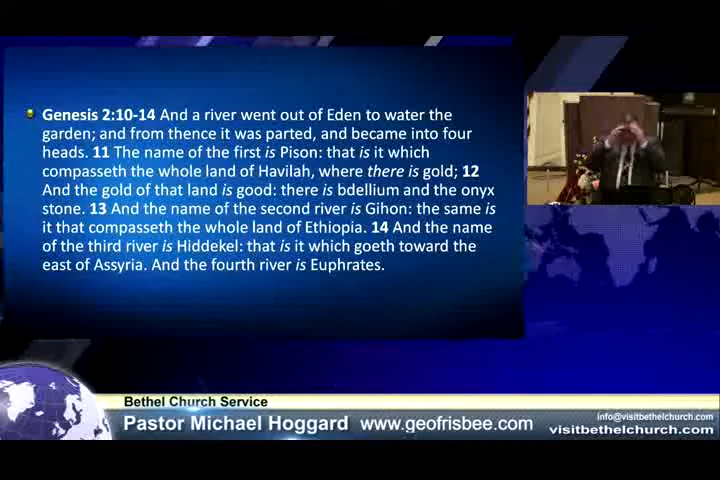 Genesis 2:10-14 And a river went out of Eden to water the
garden; and from thence it was parted, and became into four
heads. 11 The name of the first is Pison: that is it which
compasseth the whole land of Havilah, where there is gold; 12
And the gold of that land is good: there is bdellium and the onyx
stone. 13 And the name of the second river is Gihon: the same is
it that compasseth the whole land of Ethiopia. 14 And the name
of the third river is Hiddekel: that is it which goeth toward the
east of Assyria. And the fourth river is Euphrates.
Bethel Church Service
Pastor Michael Hoggard www.geofrisbee.com
info@visitbethelchurch.com
visitbethelchurch.com